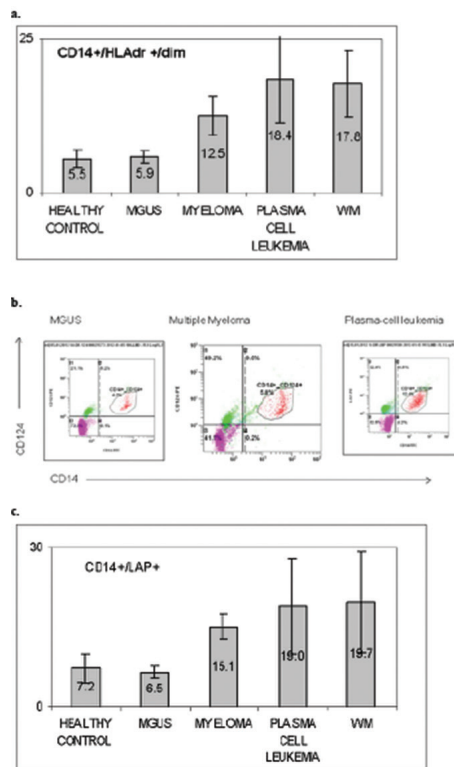 a.
25
CD14+/HLAdr +/dim
5.5
5.9
12.5
18.4
17.8
0
HEALTHY CONTROL
MGUS
MYELOMA
PLASMA CELL LEUKEMIA
WM
b.
MGUS
Multiple Myeloma
Plasma-cell leukemia
CD124
CD14
c.
30
CD14+/LAP+
7.2
6.5
15.1
19.0
19.7
0
HEALTHY CONTROL
MGUS
MYELOMA
PLASMA CELL LEUKEMIA
WM